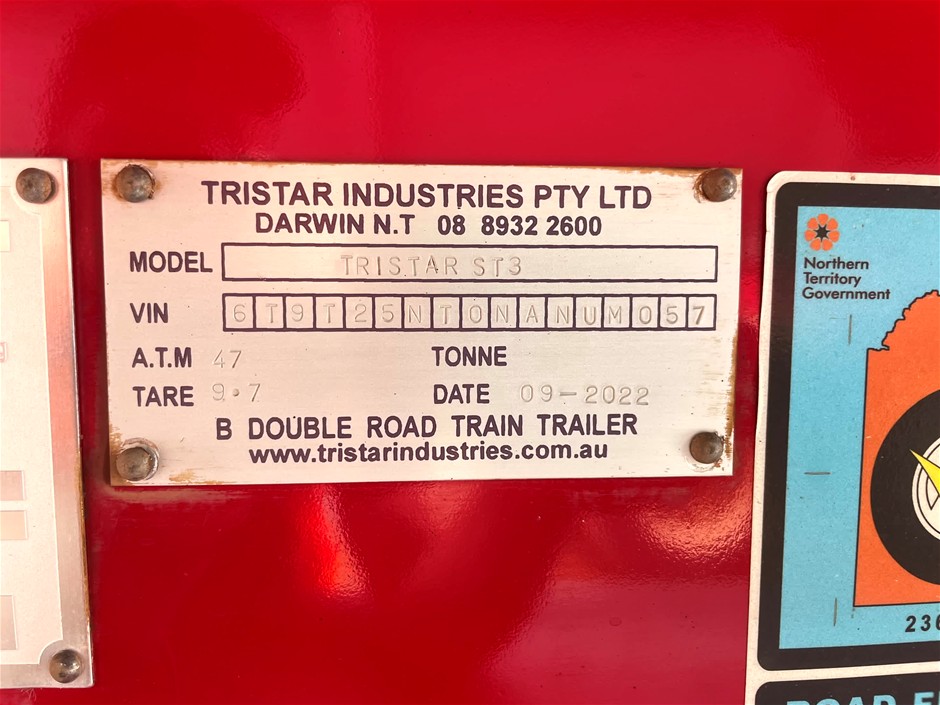 TRISTAR INDUSTRIES PTY LTD
DARWIN N.T 08 8932 2600
MODEL TRISTAR ST3
VIN 6T9T25NT0NANUM057
A.T.M 47 TONNE
TARE 9.7 DATE 09-2022
B DOUBLE ROAD TRAIN TRAILER
www.tristarindustries.com.au
Northern
Territory
Government
236
ROAD